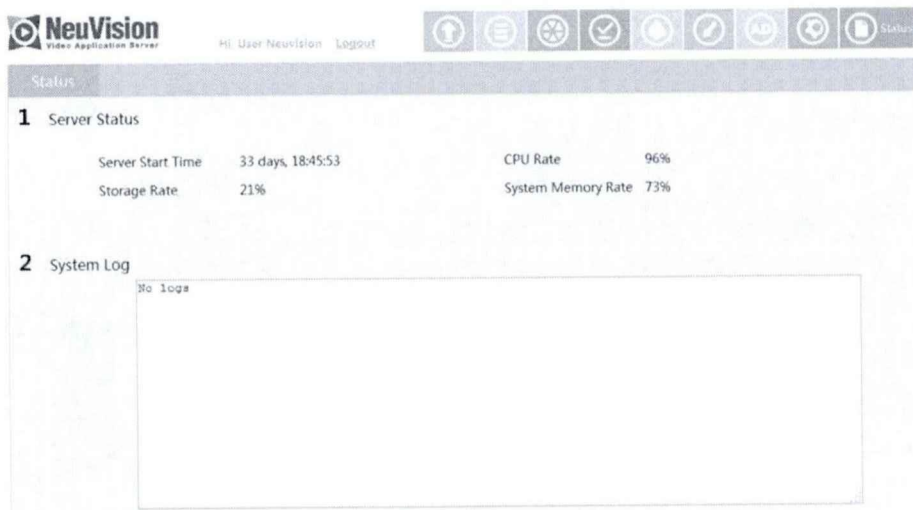 NeuVision
Video Application Server
Hi, User Neuvision Logout
AD
Status
Status
1 Server Status
Server Start Time 33 days, 18:45:53 CPU Rate 96%
Storage Rate 21% System Memory Rate 73%
2 System Log
No logs